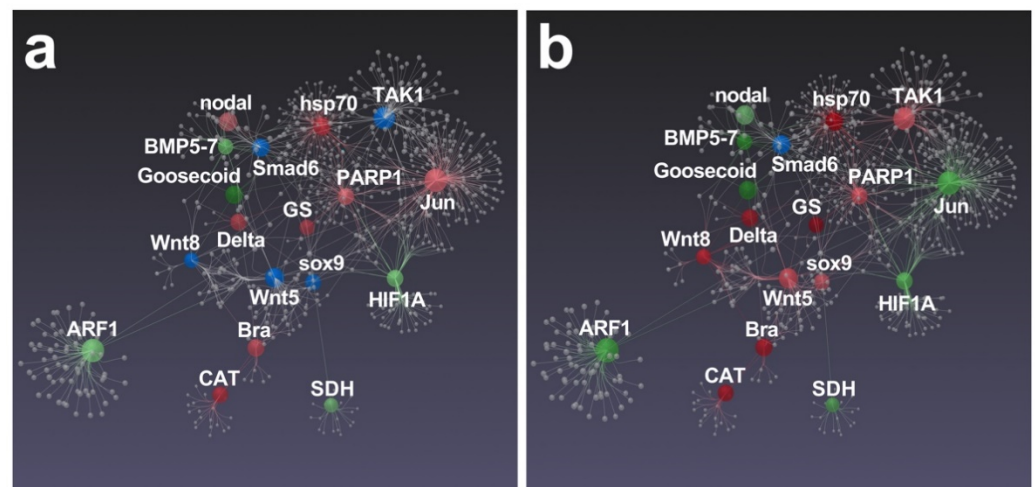 a
TAK1
nodal
hsp70
BMP5-7
Smad6
Goosecoid
PARP1
Jun
GS
Delta
Wnt8
sox9
Wnt5
HIF1A
ARF1
Bra
CAT
SDH
b
TAK1
nodal
hsp70
BMP5-7
Smad6
Goosecoid
PARP1
Jun
GS
Delta
Wnt8
sox9
Wnt5
HIF1A
ARF1
Bra
CAT
SDH